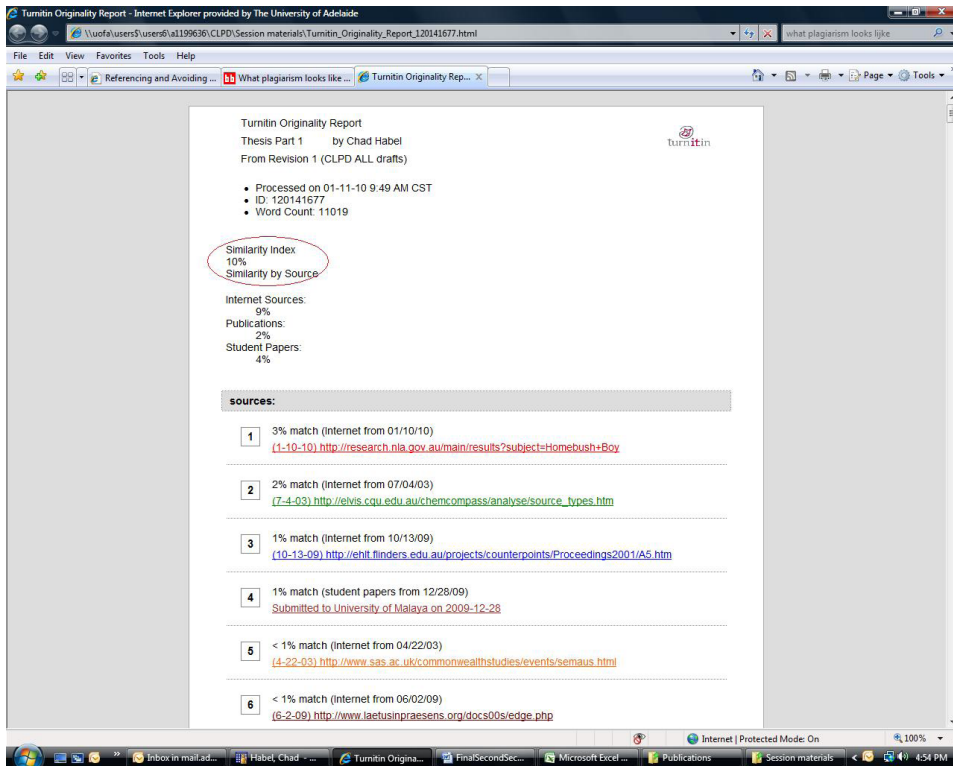 Turnitin Originality Report - Internet Explorer provided by The University of Adelaide
\\uofa\users$\users6\a1199636\CLPD\Session materials\Turnitin_Originality_Report_120141677.html
what plagiarism looks lijke
File Edit View Favorites Tools Help
Referencing and Avoiding ... What plagiarism looks like ... Turnitin Originality Rep... X Page Tools
Turnitin Originality Report
Thesis Part 1 by Chad Habel
turnitin
From Revision 1 (CLPD ALL drafts)
• Processed on 01-11-10 9:49 AM CST
• ID: 120141677
• Word Count: 11019
Similarity Index
10%
Similarity by Source
Internet Sources:
9%
Publications:
2%
Student Papers:
4%
sources:
1 3% match (Internet from 01/10/10)
(1-10-10) http://research.nla.gov.au/main/results?subject=Homebush+Boy
2 2% match (Internet from 07/04/03)
(7-4-03) http://elvis.cqu.edu.au/chemcompass/analyse/source_types.htm
3 1% match (Internet from 10/13/09)
(10-13-09) http://ehlt.flinders.edu.au/projects/counterpoints/Proceedings2001/A5.htm
4 1% match (student papers from 12/28/09)
Submitted to University of Malaya on 2009-12-28
5 < 1% match (Internet from 04/22/03)
(4-22-03) http://www.sas.ac.uk/commonwealthstudies/events/semaus.html
6 < 1% match (Internet from 06/02/09)
(6-2-09) http://www.laetusinpraesens.org/docs00s/edge.php
Internet | Protected Mode: On 100%
Inbox in mail.ad... Habel, Chad - ... Turnitin Origina... FinalSecondSec... Microsoft Excel ... Publications Session materials 4:54 PM